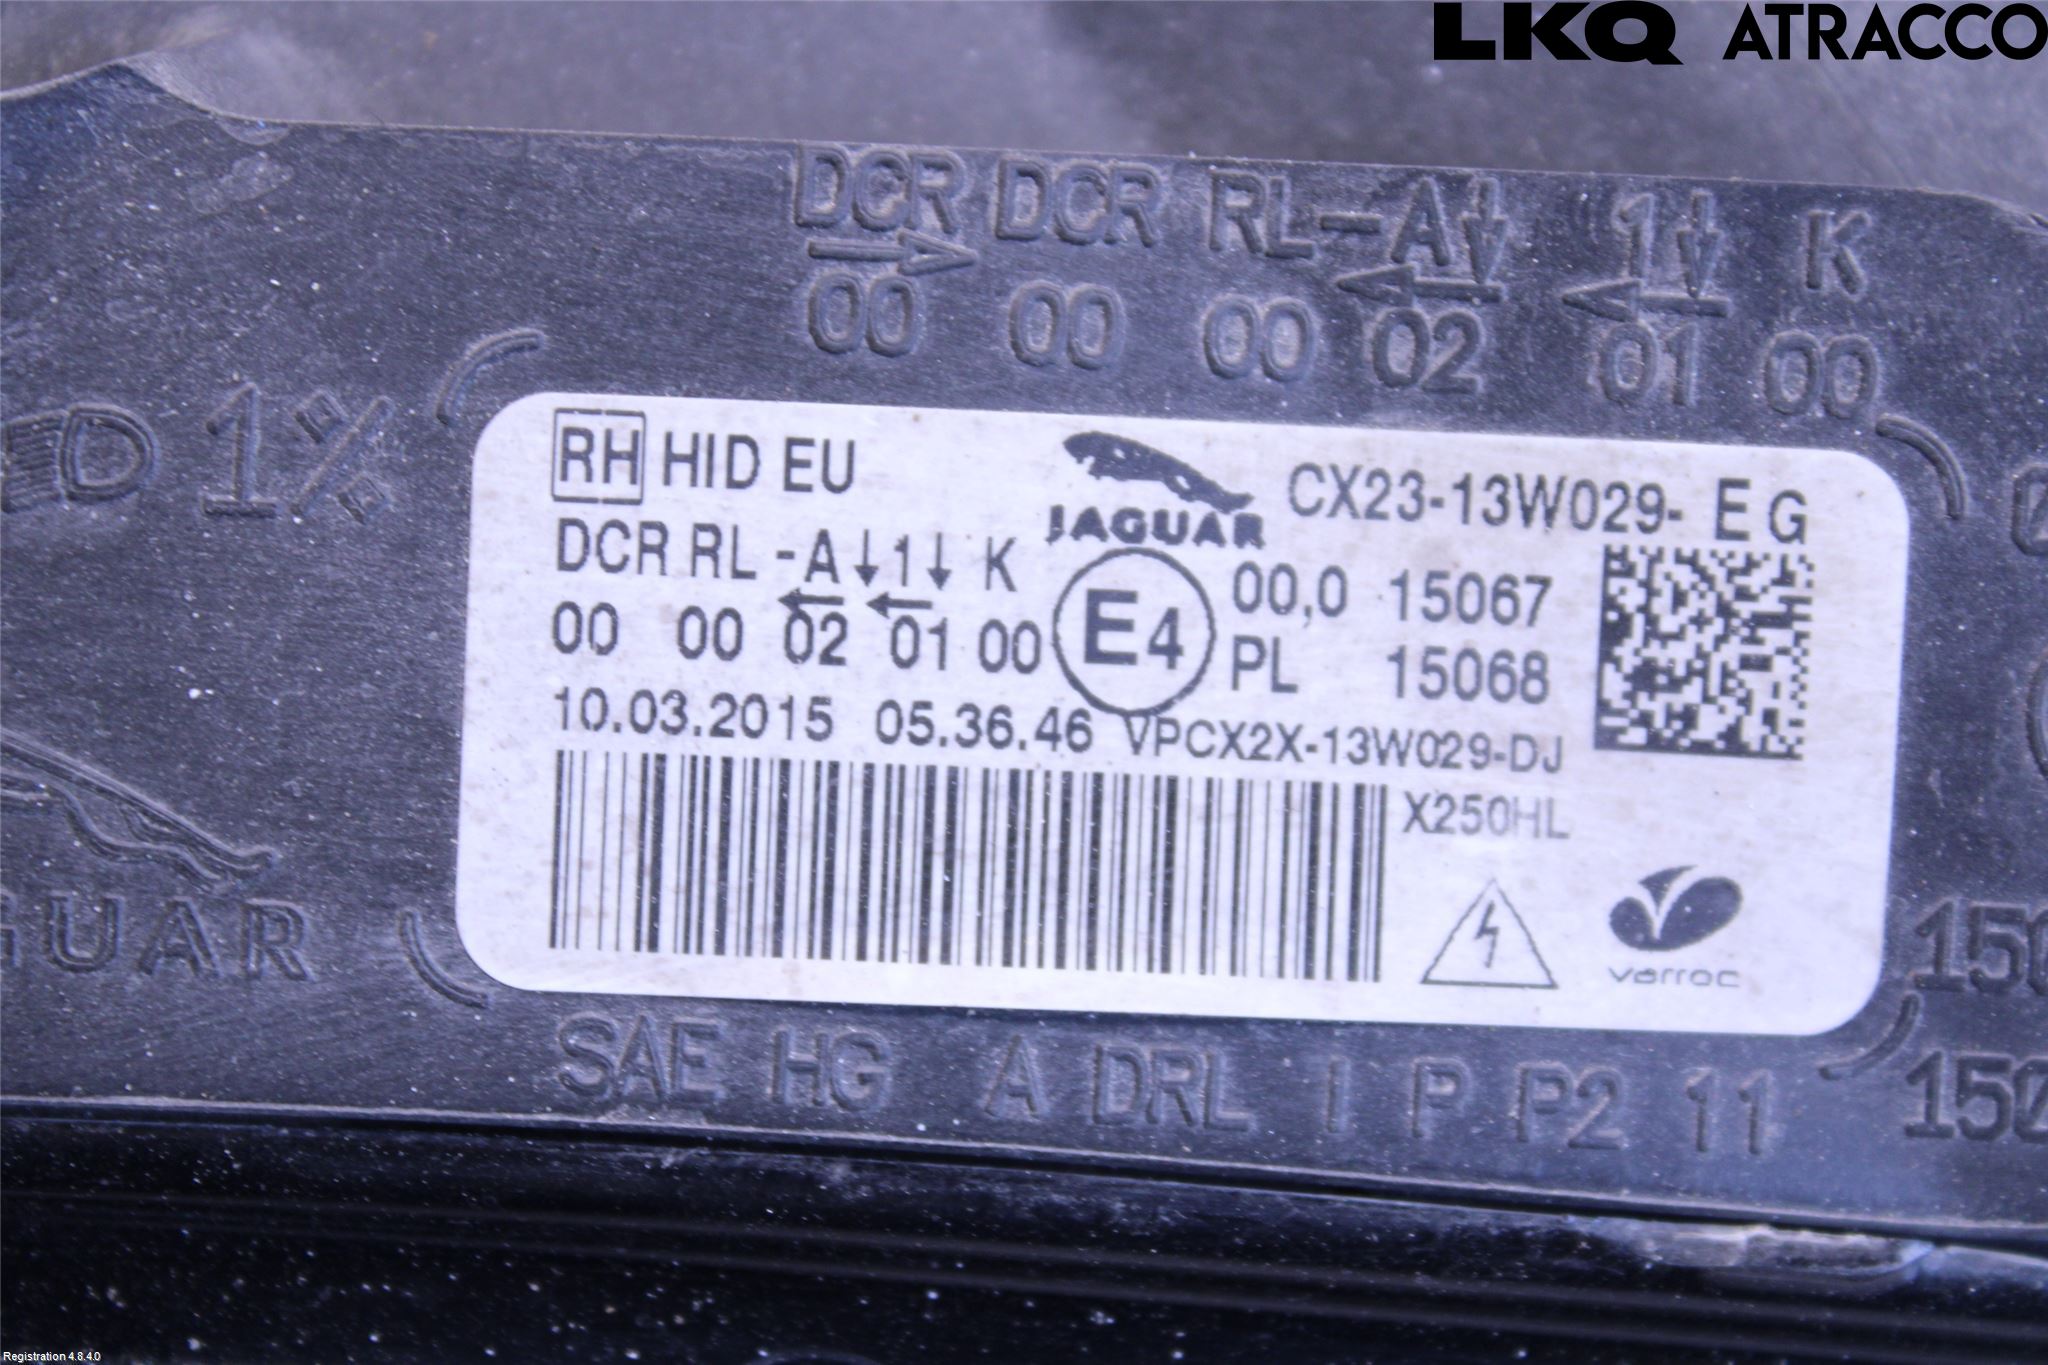 LKQ ATRACCO
DCR DCR RL-A↓ 1↓ K
00 00 00 02 01 00
1%
RH HID EU
JAGUAR
CX23-13W029- E G
DCR RL -A↓ 1↓ K
00 00 02 01 00
E4
00,0 15067
PL 15068
10.03.2015 05.36.46 VPCX2X-13W029-DJ
X250HL
varroc
GUAR
150
150
SAE HG A DRL I P P2 11
Registration 4.8.4.0